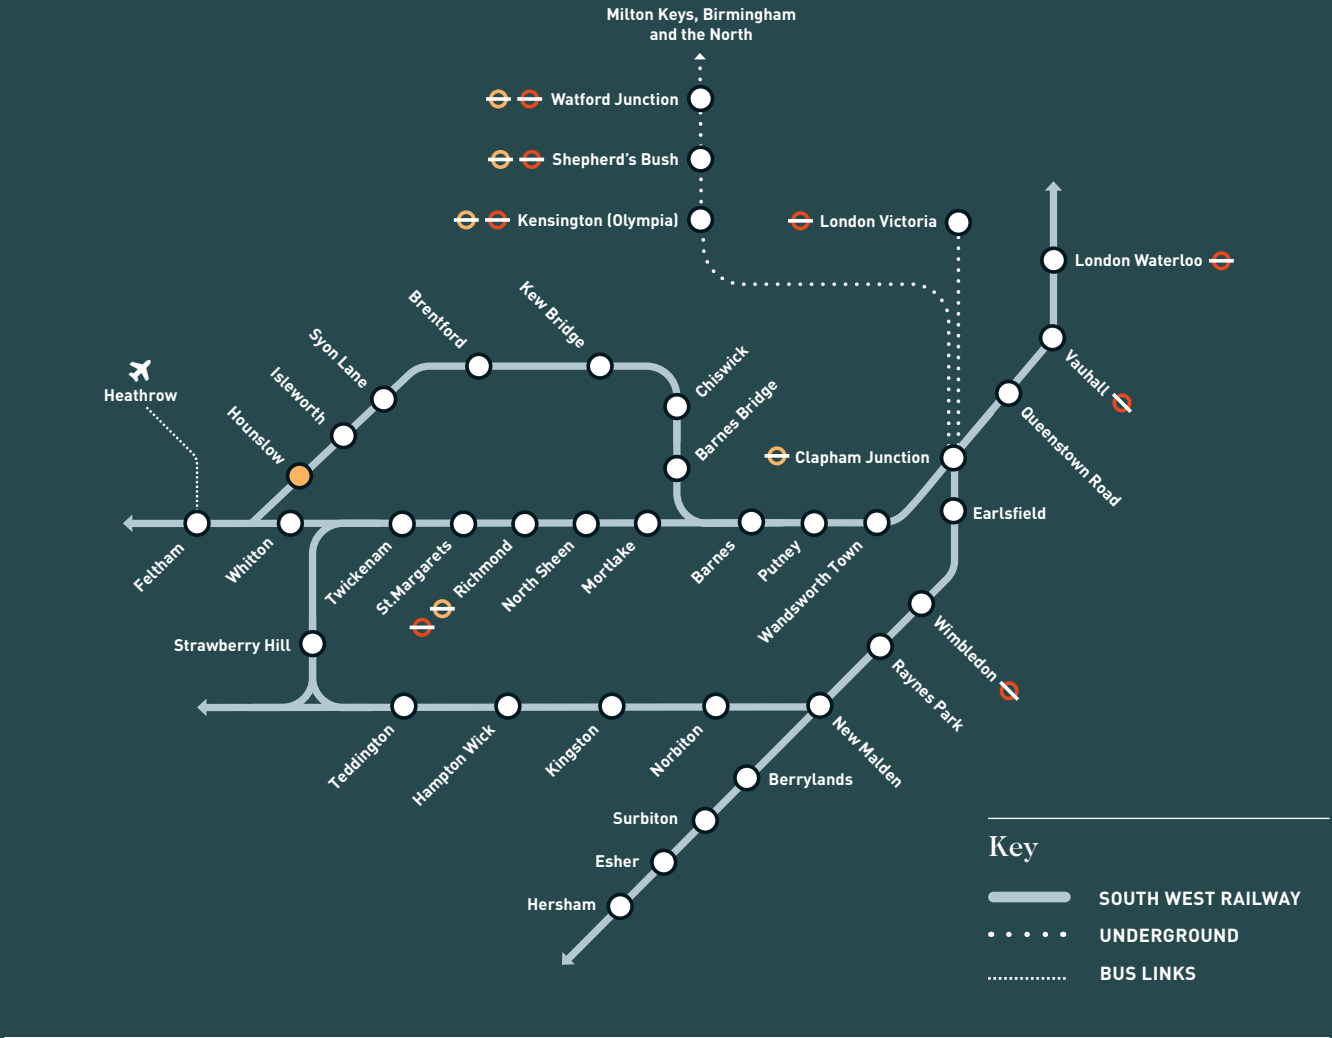 Milton Keys, Birmingham
and the North
Watford Junction
Shepherd's Bush
Kensington (Olympia)
London Victoria
London Waterloo
Vauhall
Queenstown Road
Clapham Junction
Earlsfield
Kew Bridge
Brentford
Syon Lane
Isleworth
Hounslow
Heathrow
Chiswick
Barnes Bridge
Feltham
Whitton
Twickenam
St.Margarets
Richmond
North Sheen
Mortlake
Barnes
Putney
Wandsworth Town
Wimbledon
Raynes Park
New Malden
Strawberry Hill
Teddington
Hampton Wick
Kingston
Norbiton
Berrylands
Surbiton
Esher
Hersham
Key
SOUTH WEST RAILWAY
UNDERGROUND
BUS LINKS